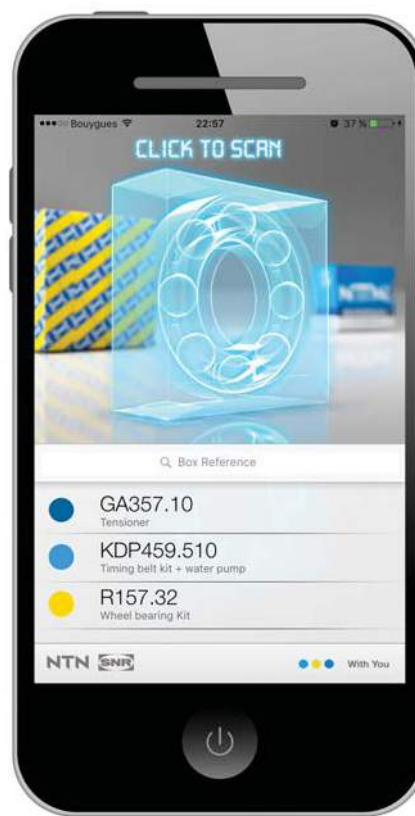 Bouygues 22:57 37 %
CLICK TO SCAN
NTN
Box Reference
GA357.10
Tensioner
KDP459.510
Timing belt kit + water pump
R157.32
Wheel bearing Kit
NTN SNR With You